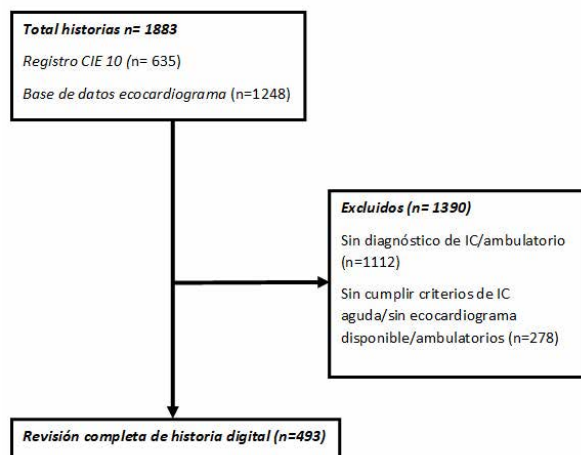 Total historias n= 1883
Registro CIE 10 (n= 635)
Base de datos ecocardiograma (n=1248)
Excluidos (n= 1390)
Sin diagnóstico de IC/ambulatorio
(n=1112)
Sin cumplir criterios de IC
aguda/sin ecocardiograma
disponible/ambulatorios (n=278)
Revisión completa de historia digital (n=493)